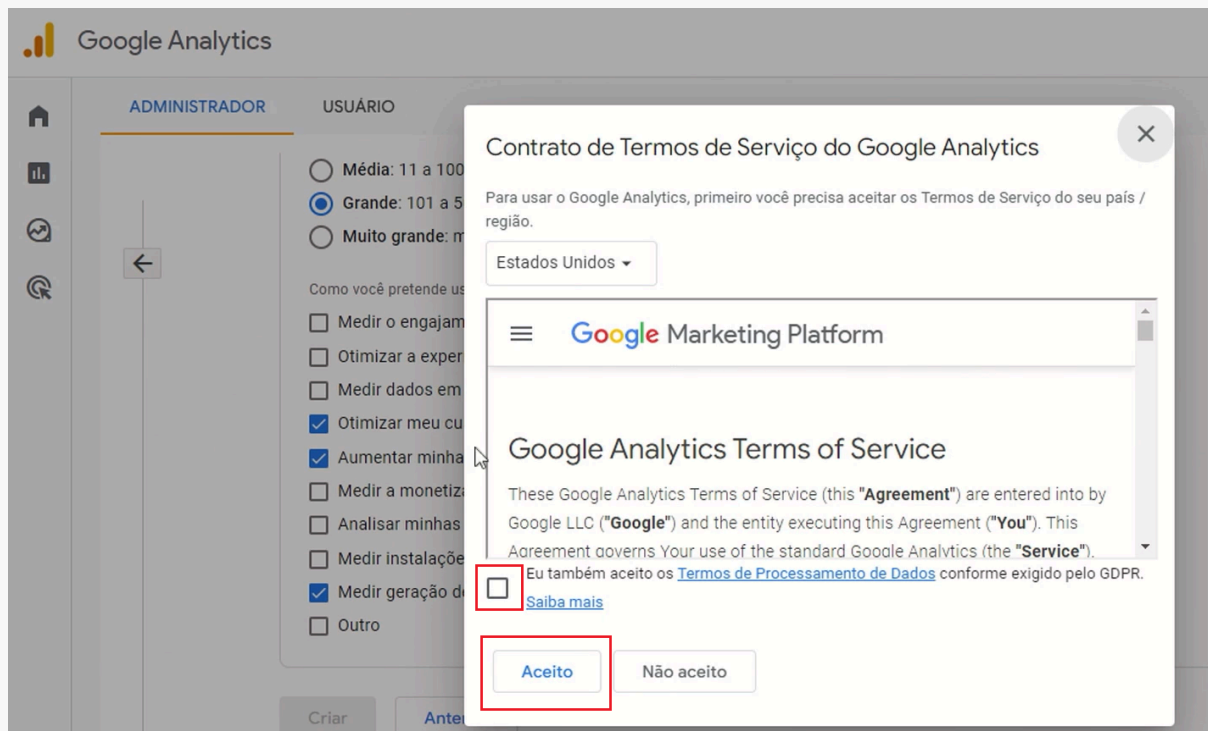 Google Analytics
ADMINISTRADOR
USUÁRIO
Média: 11 a 100
Grande: 101 a 5
Muito grande: m
Como você pretende us
Medir o engajam
Otimizar a exper
Medir dados em
Otimizar meu cu
Aumentar minha
Medir a monetiza
Analisar minhas
Medir instalaçõe
Medir geração de
Outro
Criar
Ante
Contrato de Termos de Serviço do Google Analytics
Para usar o Google Analytics, primeiro você precisa aceitar os Termos de Serviço do seu país /
região.
Estados Unidos
Google Marketing Platform
Google Analytics Terms of Service
These Google Analytics Terms of Service (this "Agreement") are entered into by
Google LLC ("Google") and the entity executing this Agreement ("You"). This
Agreement governs Your use of the standard Google Analytics (the "Service").
Eu também aceito os Termos de Processamento de Dados conforme exigido pelo GDPR.
Saiba mais
Aceito
Não aceito